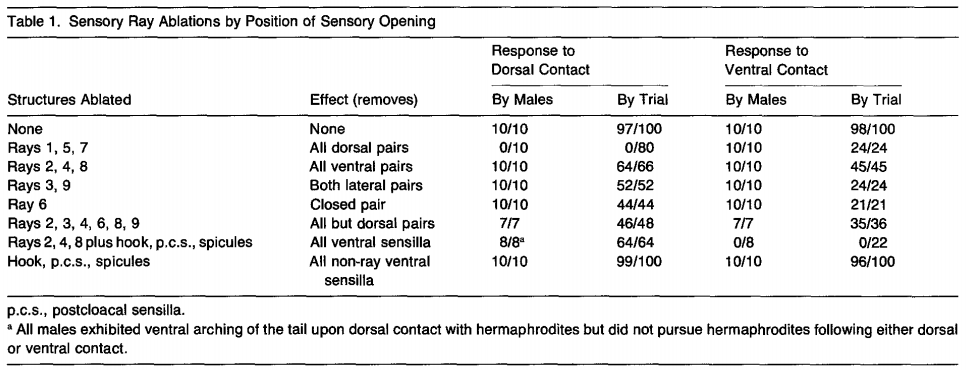 Table 1. Sensory Ray Ablations by Position of Sensory Opening
Response to Response to
Dorsal Contact Ventral Contact
Structures Ablated Effect (removes) By Males By Trial By Males By Trial
None None 10/10 97/100 10/10 98/100
Rays 1, 5, 7 All dorsal pairs 0/10 0/80 10/10 24/24
Rays 2, 4, 8 All ventral pairs 10/10 64/66 10/10 45/45
Rays 3, 9 Both lateral pairs 10/10 52/52 10/10 24/24
Ray 6 Closed pair 10/10 44/44 10/10 21/21
Rays 2, 3, 4, 6, 8, 9 All but dorsal pairs 7/7 46/48 7/7 35/36
Rays 2, 4, 8 plus hook, p.c.s., spicules All ventral sensilla 8/8a 64/64 0/8 0/22
Hook, p.c.s., spicules All non-ray ventral 10/10 99/100 10/10 96/100
sensilla
p.c.s., postcloacal sensilla.
a All males exhibited ventral arching of the tail upon dorsal contact with hermaphrodites but did not pursue hermaphrodites following either dorsal
or ventral contact.